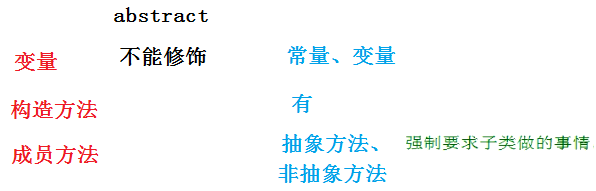 abstract
变量 不能修饰 常量、变量
构造方法 有
成员方法 抽象方法、 强制要求子类做的事情
非抽象方法